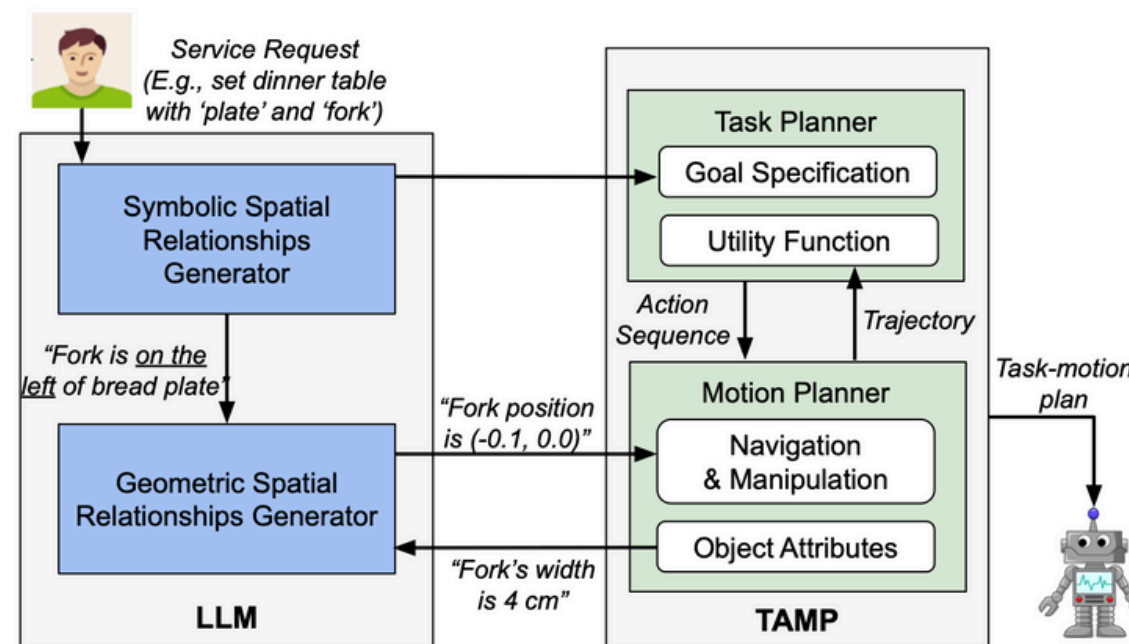 Service Request
(E.g., set dinner table
with ‘plate’ and ‘fork’)
Symbolic Spatial
Relationships
Generator
“Fork is on the
left of bread plate”
Geometric Spatial
Relationships Generator
LLM
“Fork position
is (-0.1, 0.0)”
“Fork’s width
is 4 cm”
Task Planner
Goal Specification
Utility Function
Action
Sequence
Trajectory
Motion Planner
Navigation
& Manipulation
Object Attributes
TAMP
Task-motion
plan